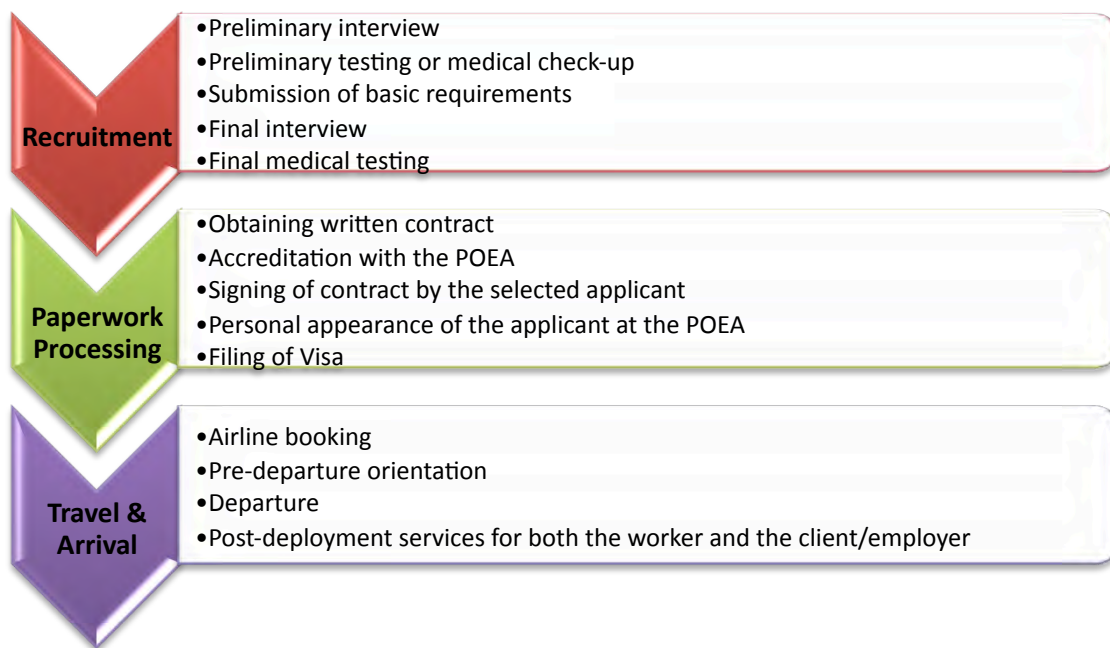 Recruitment
•Preliminary interview
•Preliminary testing or medical check-up
•Submission of basic requirements
•Final interview
•Final medical testing
Paperwork
Processing
•Obtaining written contract
•Accreditation with the POEA
•Signing of contract by the selected applicant
•Personal appearance of the applicant at the POEA
•Filing of Visa
Travel &
Arrival
•Airline booking
•Pre-departure orientation
•Departure
•Post-deployment services for both the worker and the client/employer